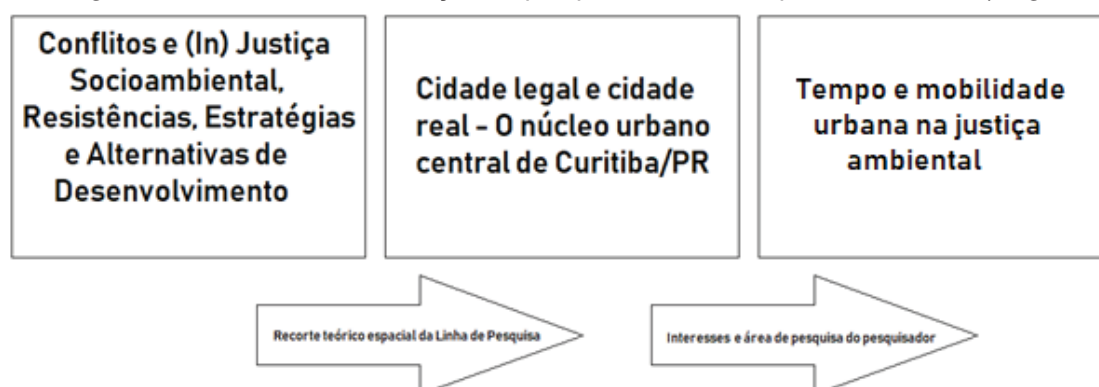 Conflitos e (In) Justiça
Socioambiental,
Resistências, Estratégias
e Alternativas de
Desenvolvimento
Cidade legal e cidade
real - O núcleo urbano
central de Curitiba/PR
Tempo e mobilidade
urbana na justiça
ambiental
Recorte teórico espacial da Linha de Pesquisa
Interesses e área de pesquisa do pesquisador